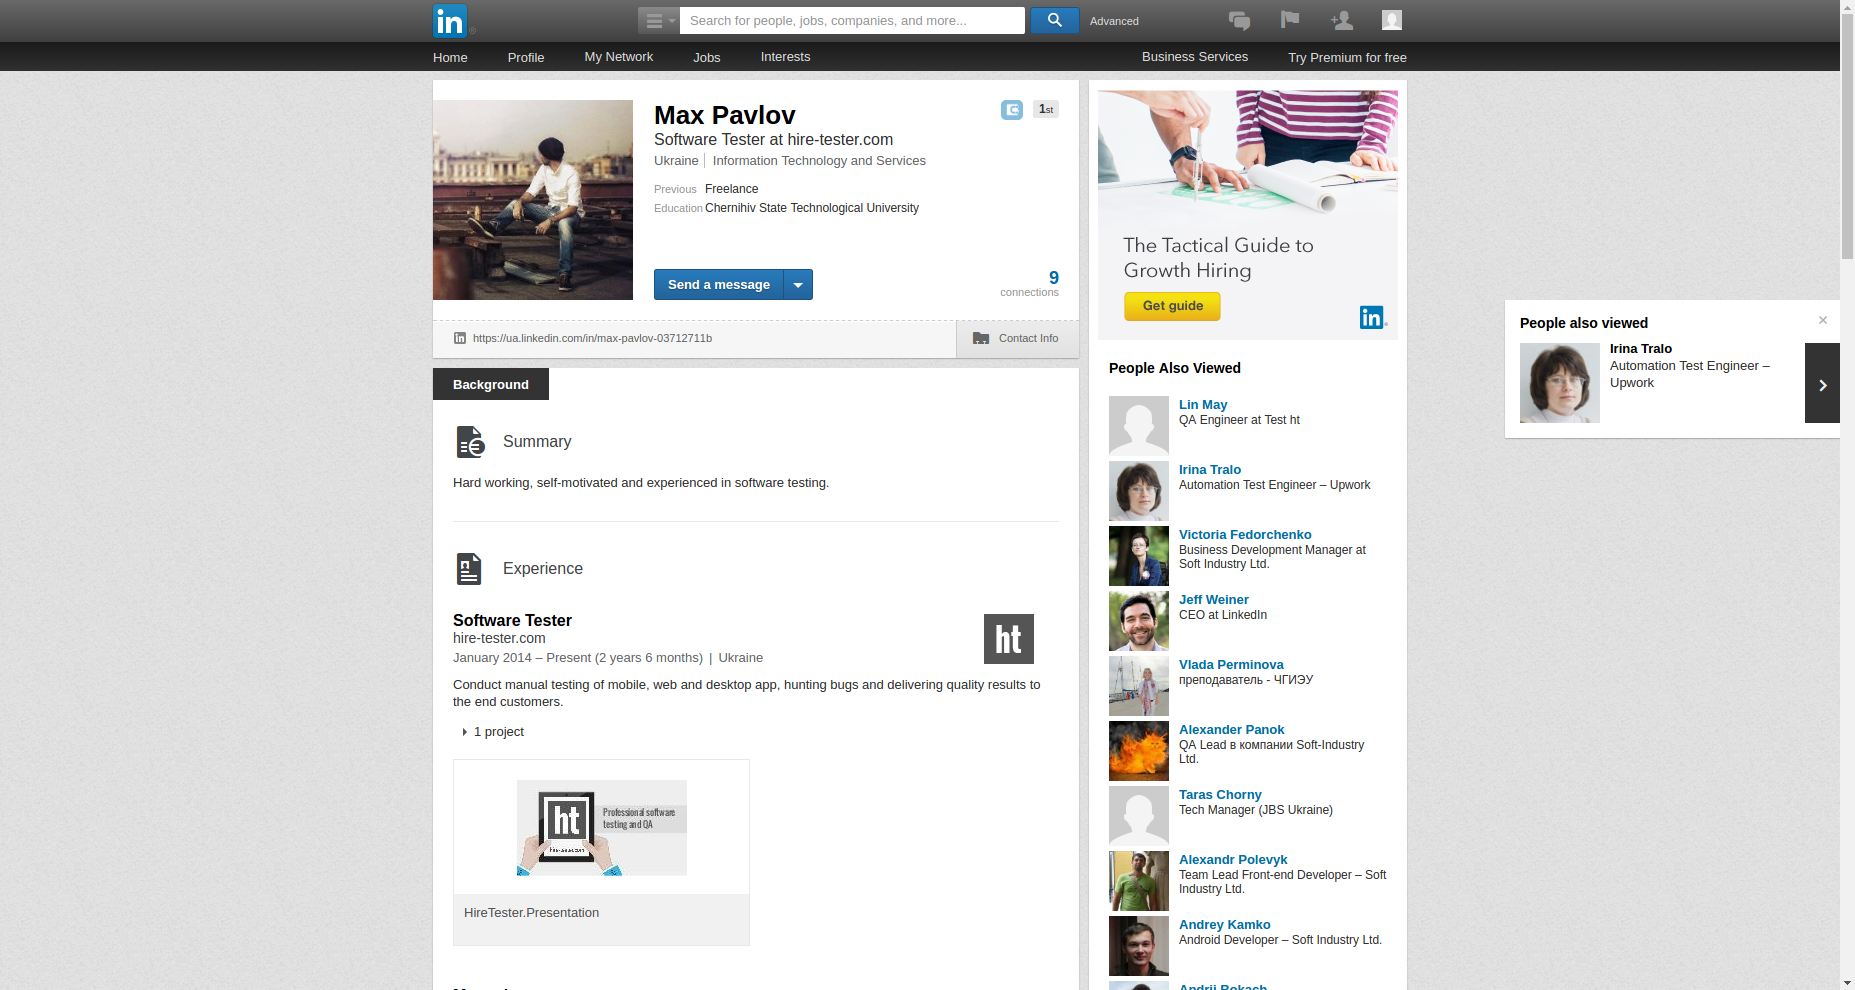 in
Search for people, jobs, companies, and more...
Advanced
Home
Profile
My Network
Jobs
Interests
Business Services
Try Premium for free
Max Pavlov
1st
Software Tester at hire-tester.com
Ukraine
Information Technology and Services
Previous Freelance
Education Chernihiv State Technological University
Send a message
9
connections
https://ua.linkedin.com/in/max-pavlov-03712711b
Contact Info
Background
Summary
Hard working, self-motivated and experienced in software testing.
Experience
Software Tester
hire-tester.com
January 2014 – Present (2 years 6 months) | Ukraine
ht
Conduct manual testing of mobile, web and desktop app, hunting bugs and delivering quality results to
the end customers.
1 project
ht
Professional software
testing and QA
HireTester.Presentation
The Tactical Guide to
Growth Hiring
Get guide
in
People Also Viewed
Lin May
QA Engineer at Test ht
Irina Tralo
Automation Test Engineer – Upwork
Victoria Fedorchenko
Business Development Manager at
Soft Industry Ltd.
Jeff Weiner
CEO at LinkedIn
Vlada Perminova
преподаватель - ЧГИЭУ
Alexander Panok
QA Lead в компании Soft-Industry
Ltd.
Taras Chorny
Tech Manager (JBS Ukraine)
Alexandr Polevyk
Team Lead Front-end Developer – Soft
Industry Ltd.
Andrey Kamko
Android Developer – Soft Industry Ltd.
People also viewed
Irina Tralo
Automation Test Engineer –
Upwork